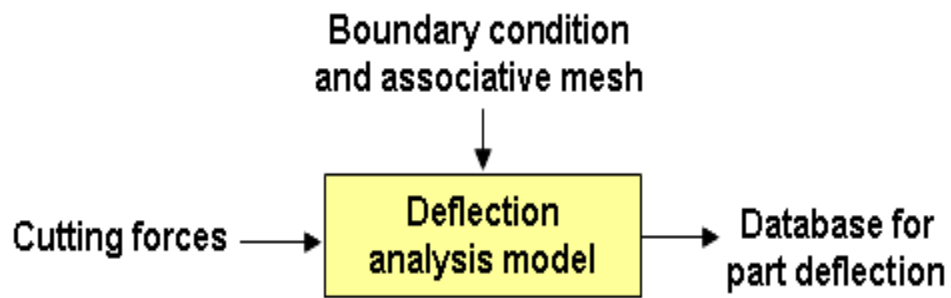 Boundary condition
and associative mesh
Cutting forces
Deflection
analysis model
Database for
part deflection